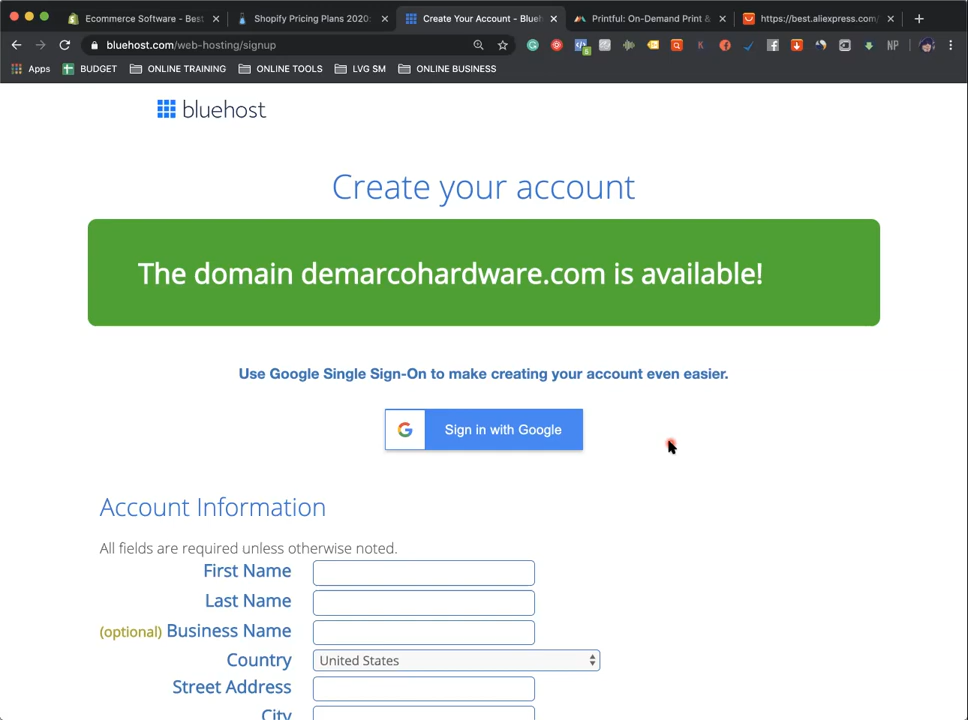 Ecommerce Software - Best
Shopify Pricing Plans 2020:
Create Your Account - Blueh
Printful: On-Demand Print &
https://best.aliexpress.com/
bluehost.com/web-hosting/signup
NP
Apps
BUDGET
ONLINE TRAINING
ONLINE TOOLS
LVG SM
ONLINE BUSINESS
bluehost
Create your account
The domain demarcohardware.com is available!
Use Google Single Sign-On to make creating your account even easier.
G Sign in with Google
Account Information
All fields are required unless otherwise noted.
First Name
Last Name
(optional) Business Name
Country United States
Street Address
City